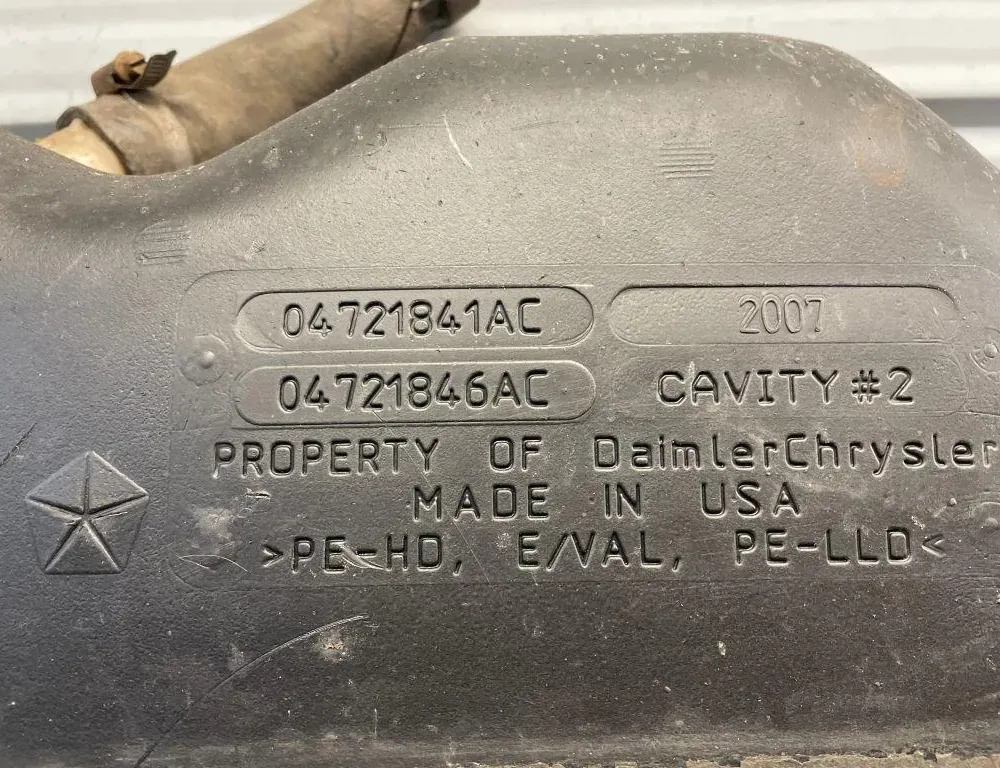 04721841AC 2007
04721846AC CAVITY #2
PROPERTY OF DaimlerChrysler
MADE IN USA
>PE-HD, E/VAL, PE-LLD<